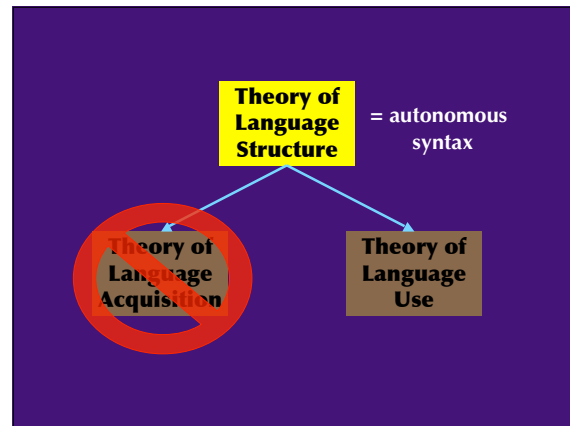 Theory of
Language
Structure
= autonomous
syntax
Theory of
Language
Acquisition
Theory of
Language
Use